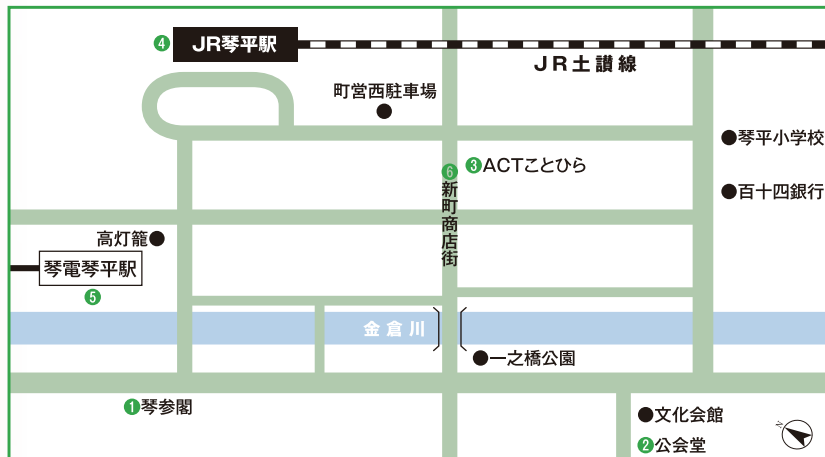 ④ JR琴平駅
JR土讃線
町営西駐車場
●琴平小学校
③ACTことひら
⑥新町商店街
●百十四銀行
高灯籠●
琴電琴平駅
⑤
金倉川
●一之橋公園
①琴参閣
●文化会館
②公会堂
N